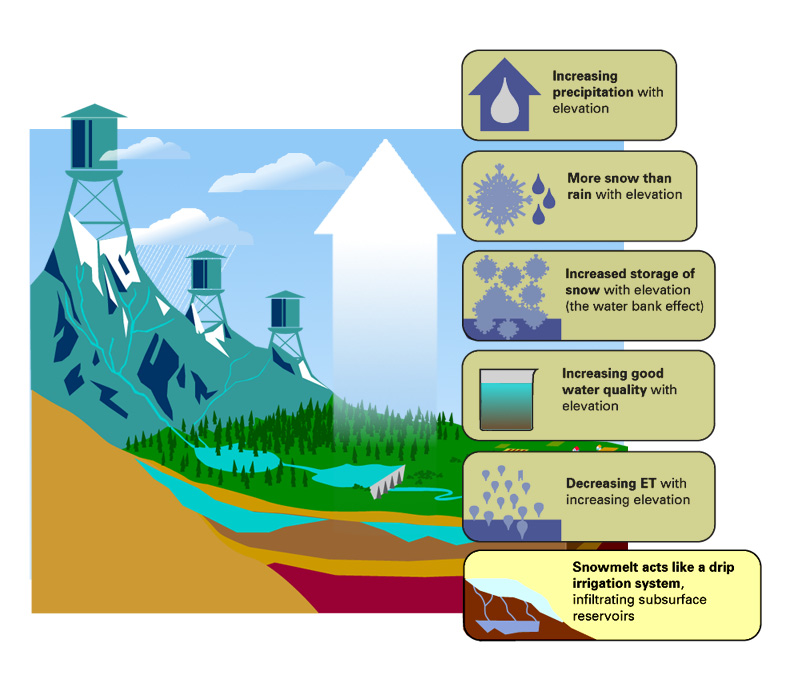 Increasing
precipitation with
elevation
More snow than
rain with elevation
Increased storage of
snow with elevation
(the water bank effect)
Increasing good
water quality with
elevation
Decreasing ET with
increasing elevation
Snowmelt acts like a drip
irrigation system,
infiltrating subsurface
reservoirs